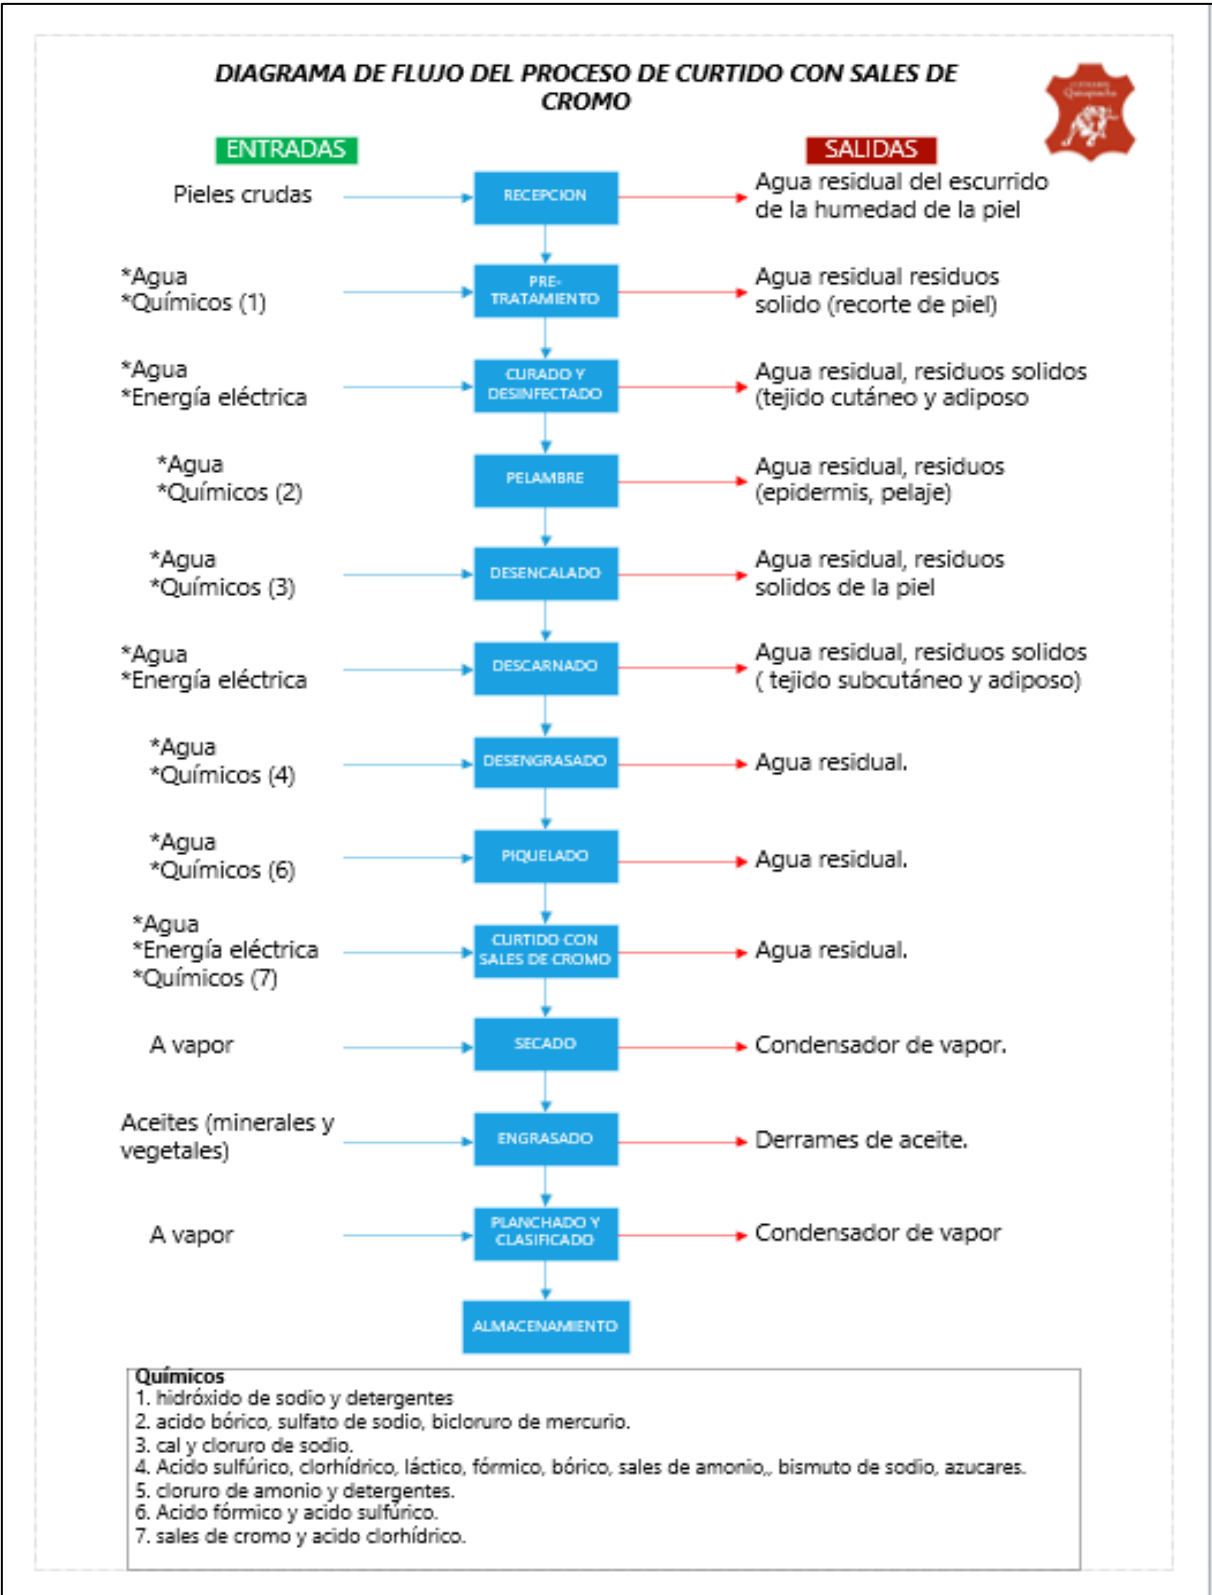 DIAGRAMA DE FLUJO DEL PROCESO DE CURTIDO CON SALES DE
CROMO
ENTRADAS
SALIDAS
Pieles crudas
RECEPCION
Agua residual del escurrido
de la humedad de la piel
*Agua
*Químicos (1)
PRE-
TRATAMIENTO
Agua residual residuos
solido (recorte de piel)
*Agua
*Energía eléctrica
CURADO Y
DESINFECTADO
Agua residual, residuos solidos
(tejido cutáneo y adiposo
*Agua
*Químicos (2)
PELAMBRE
Agua residual, residuos
(epidermis, pelaje)
*Agua
*Químicos (3)
DESENCALADO
Agua residual, residuos
solidos de la piel
*Agua
*Energía eléctrica
DESCARNADO
Agua residual, residuos solidos
( tejido subcutáneo y adiposo)
*Agua
*Químicos (4)
DESENGRASADO
Agua residual.
*Agua
*Químicos (6)
PIQUELADO
Agua residual.
*Agua
*Energía eléctrica
*Químicos (7)
CURTIDO CON
SALES DE CROMO
Agua residual.
A vapor
SECADO
Condensador de vapor.
Aceites (minerales y
vegetales)
ENGRASADO
Derrames de aceite.
A vapor
PLANCHADO Y
CLASIFICADO
Condensador de vapor
ALMACENAMIENTO
Químicos
1. hidróxido de sodio y detergentes
2. acido bórico, sulfato de sodio, bicloruro de mercurio.
3. cal y cloruro de sodio.
4. Acido sulfúrico, clorhídrico, láctico, fórmico, bórico, sales de amonio,, bismuto de sodio, azucares.
5. cloruro de amonio y detergentes.
6. Acido fórmico y acido sulfúrico.
7. sales de cromo y acido clorhídrico.